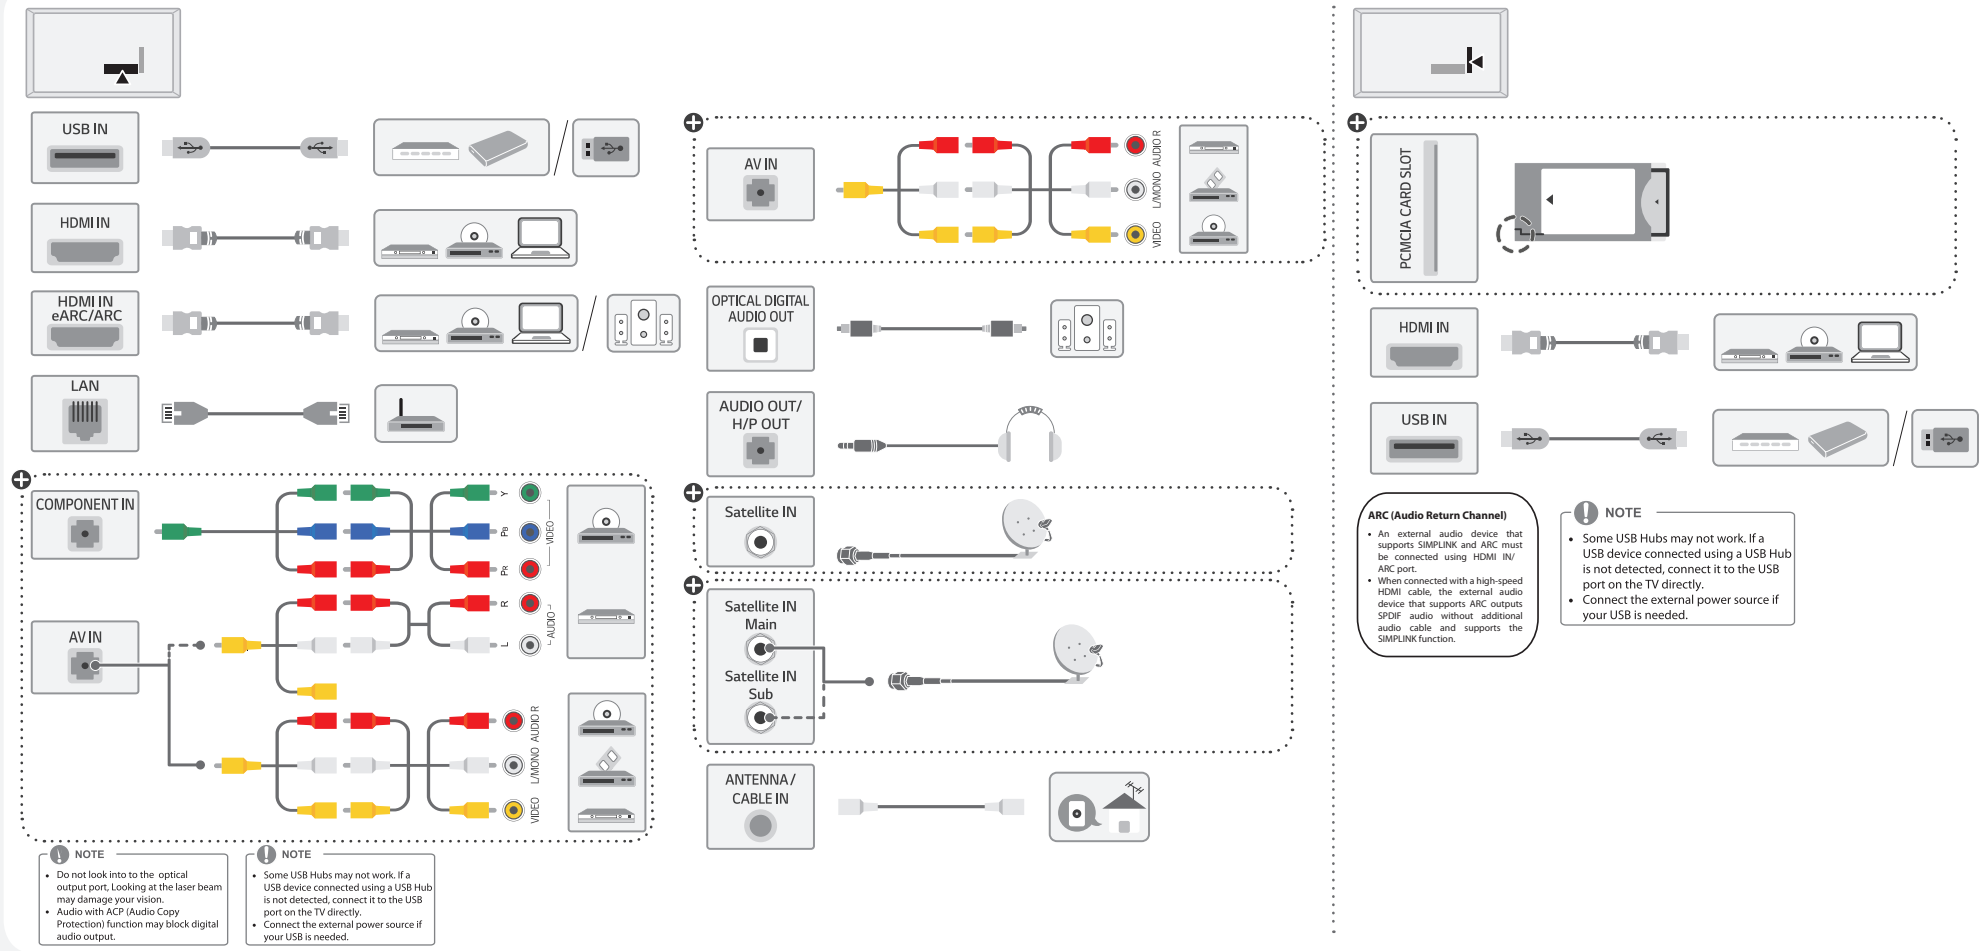 USB IN
HDMI IN
HDMI IN
eARC/ARC
LAN
COMPONENT IN
Y
PB
PR
VIDEO
R
L
AUDIO
AV IN
AUDIO R
L/MONO
VIDEO
NOTE
• Do not look into to the optical
output port, Looking at the laser beam
may damage your vision.
• Audio with ACP (Audio Copy
Protection) function may block digital
audio output.
NOTE
• Some USB Hubs may not work. If a
USB device connected using a USB Hub
is not detected, connect it to the USB
port on the TV directly.
• Connect the external power source if
your USB is needed.
AV IN
AUDIO R
L/MONO
VIDEO
OPTICAL DIGITAL
AUDIO OUT
AUDIO OUT/
H/P OUT
Satellite IN
Satellite IN
Main
Satellite IN
Sub
ANTENNA /
CABLE IN
PCMCIA CARD SLOT
HDMI IN
USB IN
ARC (Audio Return Channel)
• An external audio device that
supports SIMPLINK and ARC must
be connected using HDMI IN/
ARC port.
• When connected with a high-speed
HDMI cable, the external audio
device that supports ARC outputs
SPDIF audio without additional
audio cable and supports the
SIMPLINK function.
NOTE
• Some USB Hubs may not work. If a
USB device connected using a USB Hub
is not detected, connect it to the USB
port on the TV directly.
• Connect the external power source if
your USB is needed.